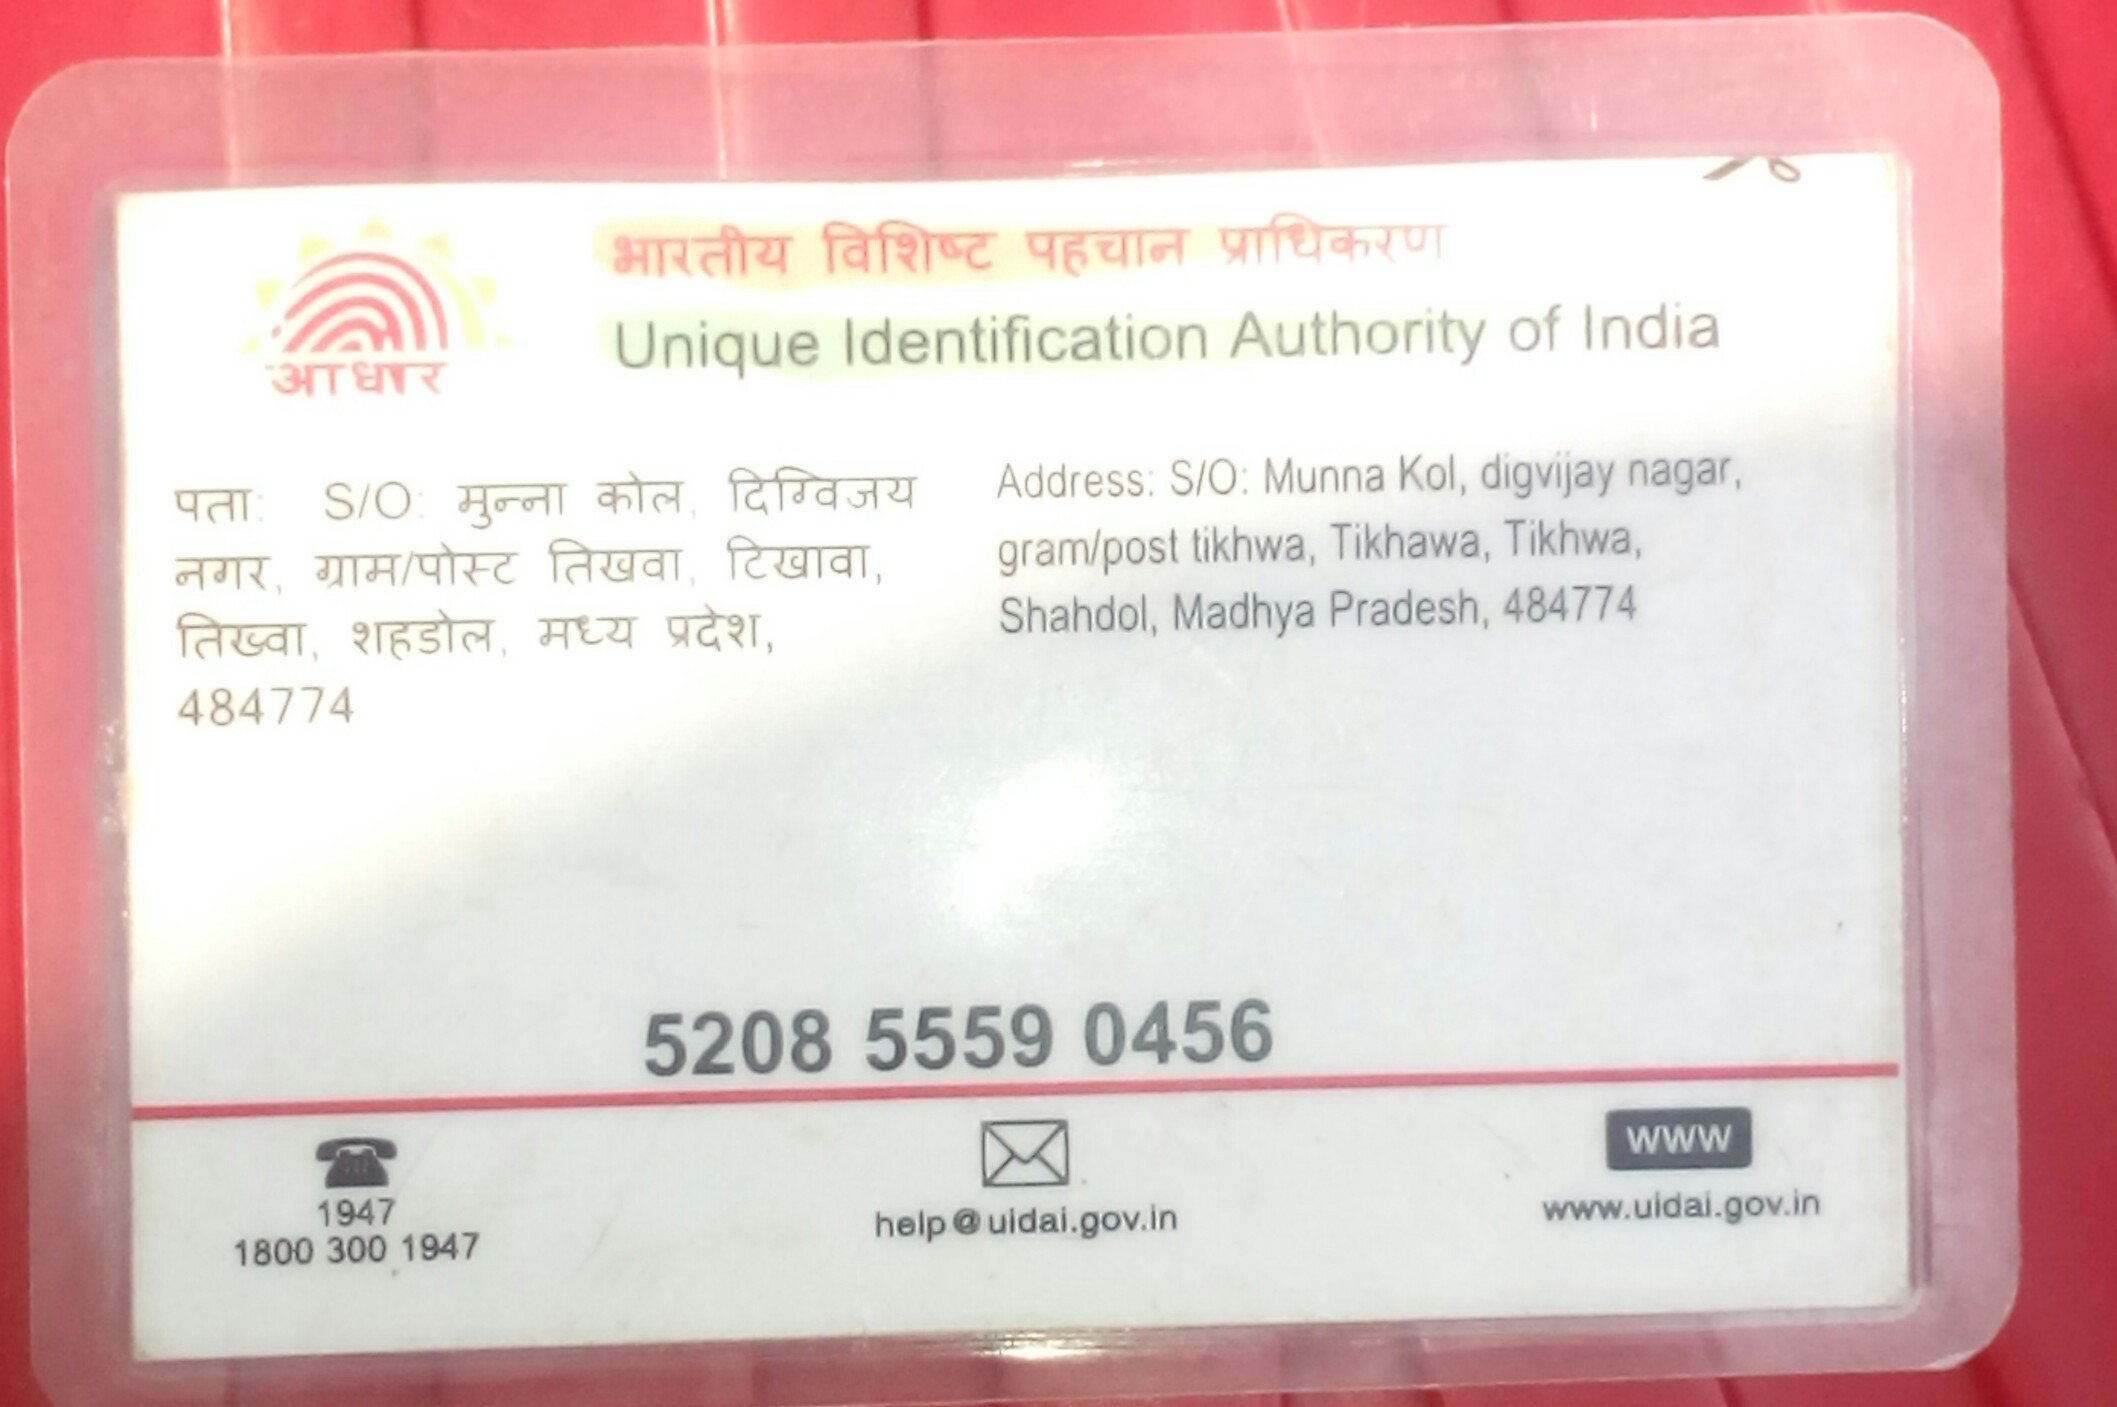 भारतीय विशिष्ट पहचान प्राधिकरण
Unique Identification Authority of India
आधार
पता: S/O: मुन्ना कोल, दिग्विजय
नगर, ग्राम/पोस्ट तिखवा, टिखावा,
तिख्वा, शहडोल, मध्य प्रदेश,
484774
Address: S/O: Munna Kol, digvijay nagar,
gram/post tikhwa, Tikhawa, Tikhwa,
Shahdol, Madhya Pradesh, 484774
5208 5559 0456
1947
1800 300 1947
help@uidai.gov.in
www
www.uidai.gov.in